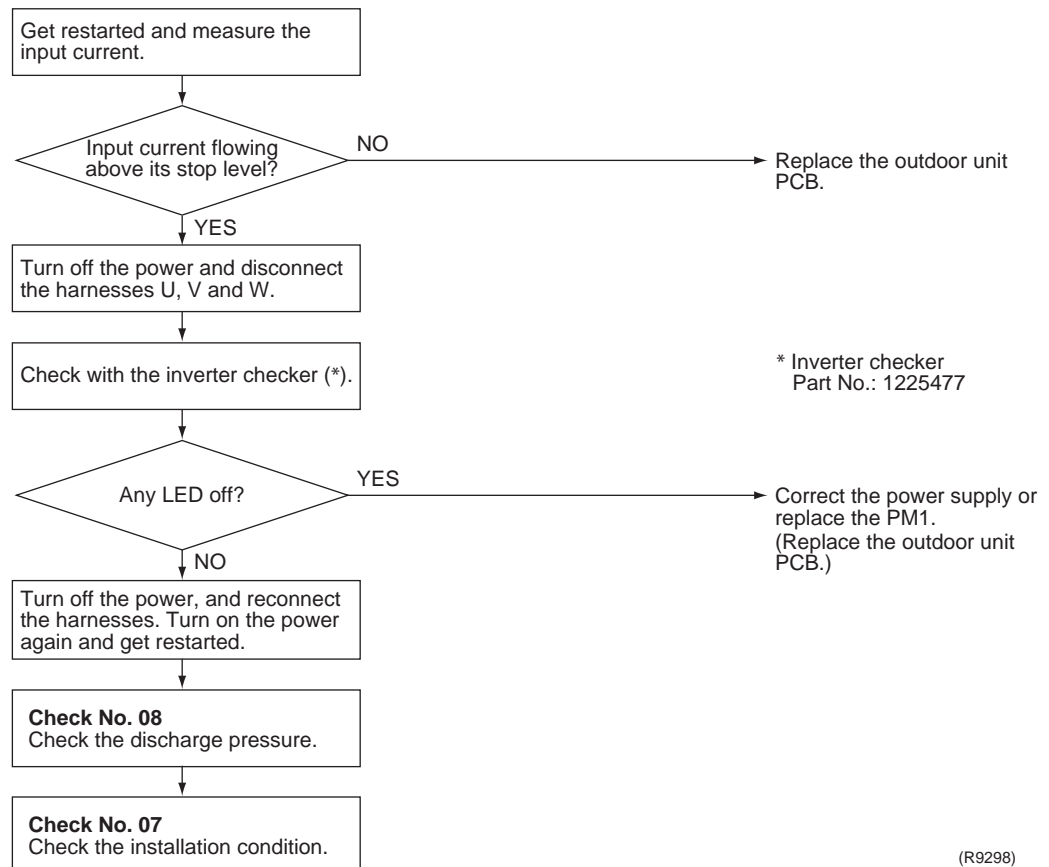 Get restarted and measure the
input current.
Input current flowing
above its stop level?
NO
Replace the outdoor unit
PCB.
YES
Turn off the power and disconnect
the harnesses U, V and W.
Check with the inverter checker (*).
* Inverter checker
Part No.: 1225477
Any LED off?
YES
Correct the power supply or
replace the PM1.
(Replace the outdoor unit
PCB.)
NO
Turn off the power, and reconnect
the harnesses. Turn on the power
again and get restarted.
Check No. 08
Check the discharge pressure.
Check No. 07
Check the installation condition.
(R9298)